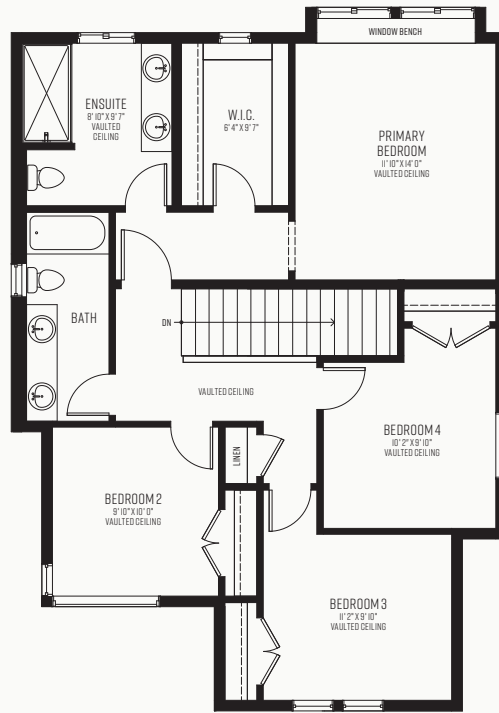 WINDOW BENCH
ENSUITE
8' 10" X 9' 7"
VAULTED
CEILING
W.I.C.
6' 4" X 9' 7"
PRIMARY
BEDROOM
11' 10" X 14' 0"
VAULTED CEILING
BATH
DN
VAULTED CEILING
BEDROOM 4
10' 2" X 9' 10"
VAULTED CEILING
LINEN
BEDROOM 2
9' 10" X 10' 0"
VAULTED CEILING
BEDROOM 3
11' 2" X 9' 10"
VAULTED CEILING